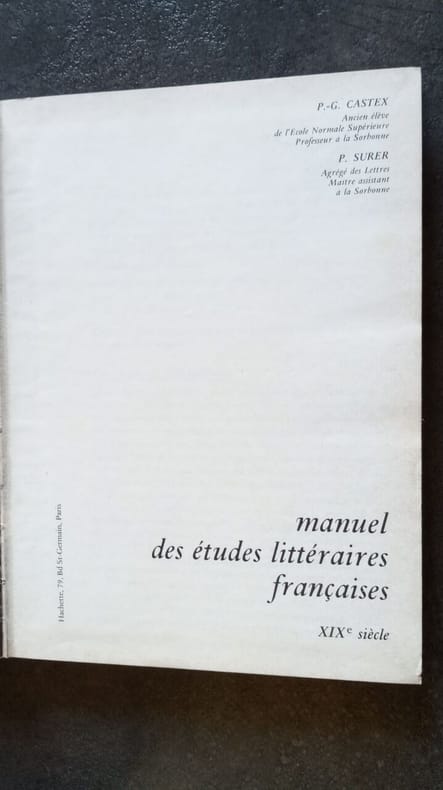 P.-G. CASTEX
Ancien élève
de l'École Normale Supérieure
Professeur à la Sorbonne
P. SURER
Agrégé des Lettres
Maître assistant
à la Sorbonne
manuel
des études littéraires
françaises
XIXe siècle
Hachette, 79, Bd St-Germain, Paris